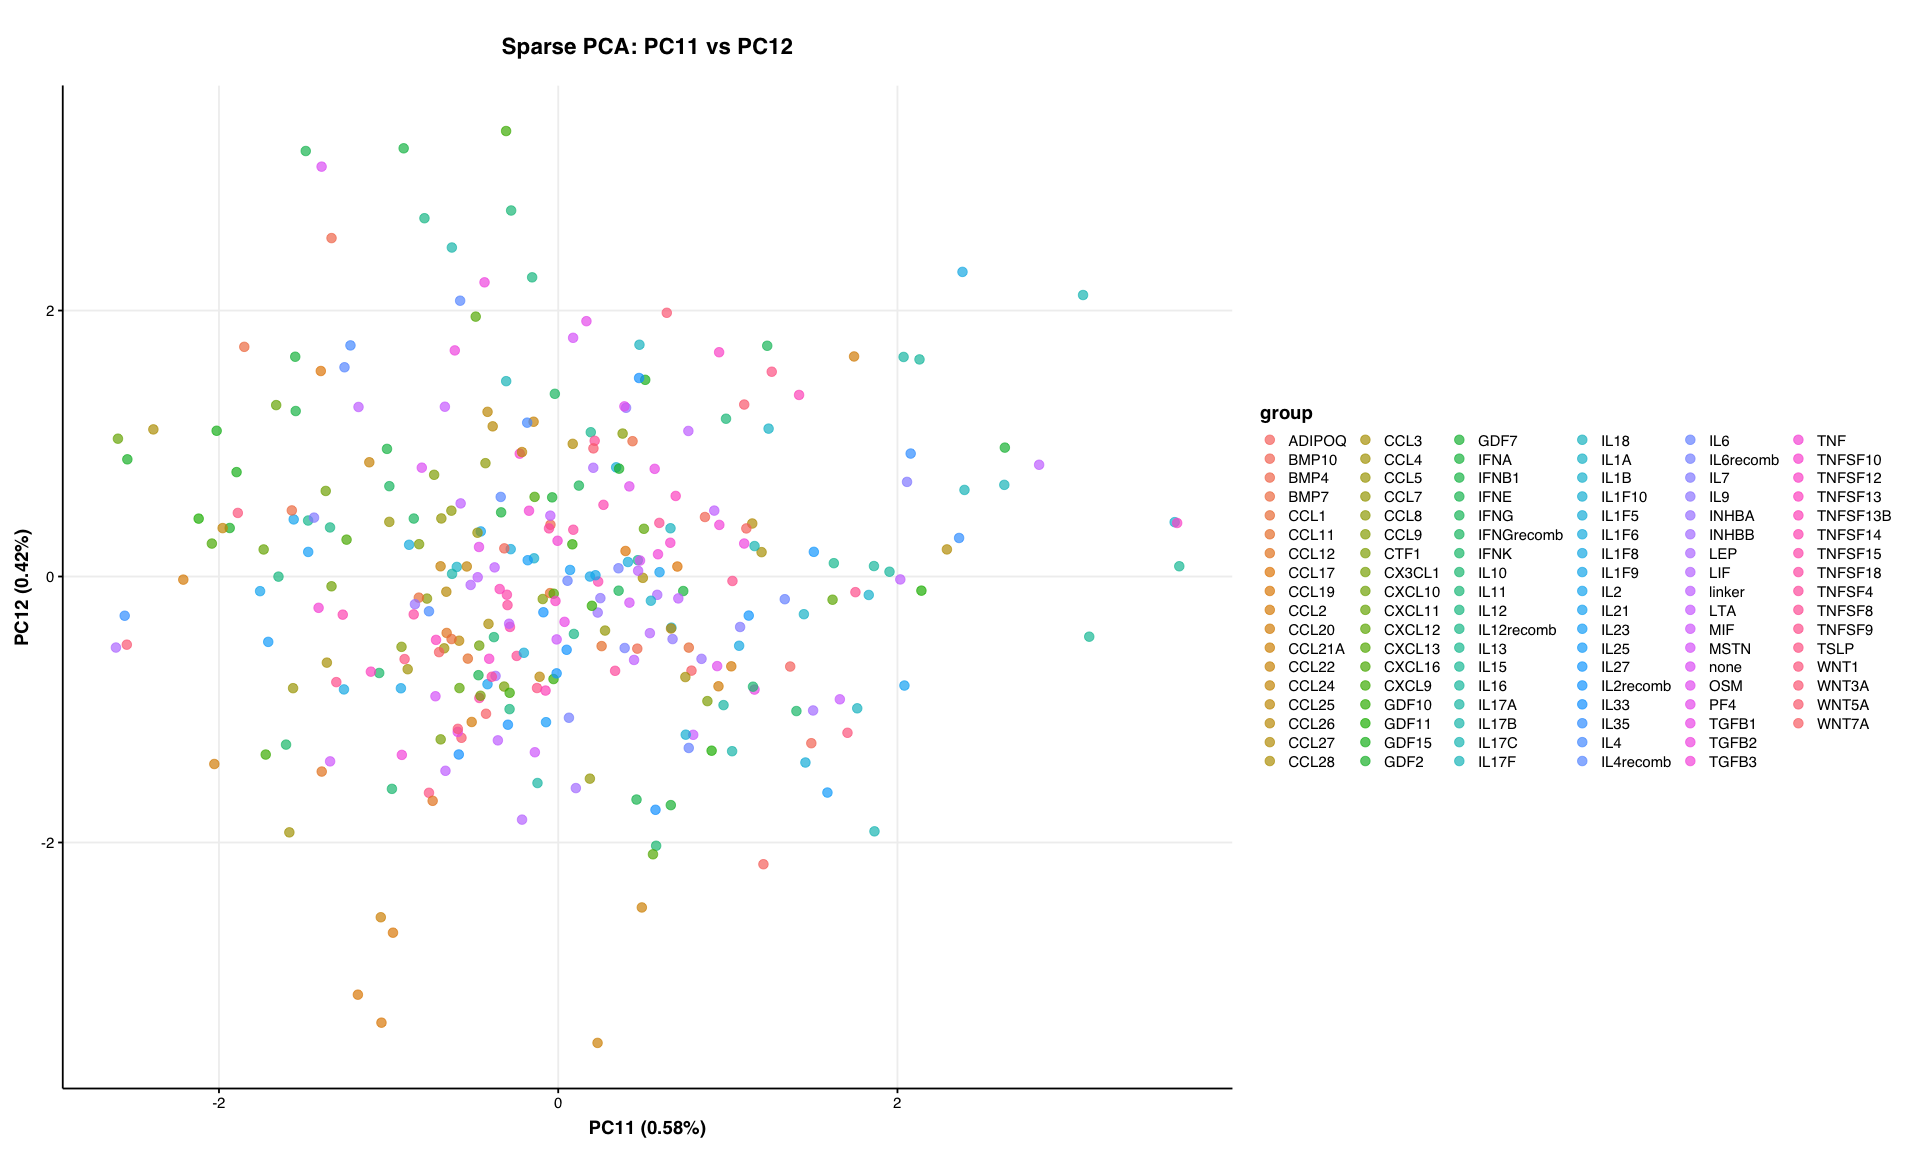 Sparse PCA: PC11 vs PC12
PC12 (0.42%)
2
0
-2
-2
0
2
PC11 (0.58%)
group
ADIPOQ
BMP10
BMP4
BMP7
CCL1
CCL11
CCL12
CCL17
CCL19
CCL2
CCL20
CCL21A
CCL22
CCL24
CCL25
CCL26
CCL27
CCL28
CCL3
CCL4
CCL5
CCL7
CCL8
CCL9
CTF1
CX3CL1
CXCL10
CXCL11
CXCL12
CXCL13
CXCL16
CXCL9
GDF10
GDF11
GDF15
GDF2
GDF7
IFNA
IFNB1
IFNE
IFNG
IFNGrecomb
IFNK
IL10
IL11
IL12
IL12recomb
IL13
IL15
IL16
IL17A
IL17B
IL17C
IL17F
IL18
IL1A
IL1B
IL1F10
IL1F5
IL1F6
IL1F8
IL1F9
IL2
IL21
IL23
IL25
IL27
IL2recomb
IL33
IL35
IL4
IL4recomb
IL6
IL6recomb
IL7
IL9
INHBA
INHBB
LEP
LIF
linker
LTA
MIF
MSTN
none
OSM
PF4
TGFB1
TGFB2
TGFB3
TNF
TNFSF10
TNFSF12
TNFSF13
TNFSF13B
TNFSF14
TNFSF15
TNFSF18
TNFSF4
TNFSF8
TNFSF9
TSLP
WNT1
WNT3A
WNT5A
WNT7A